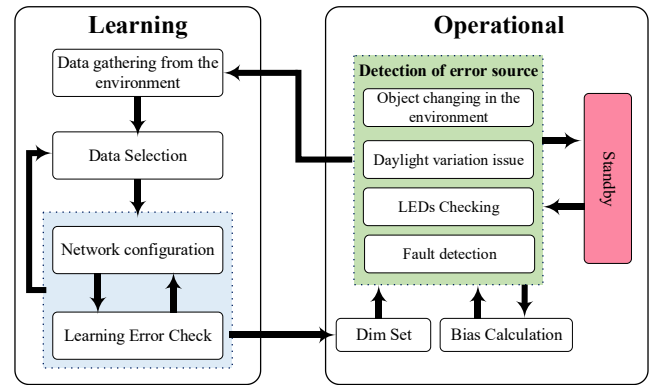 Learning
Data gathering from the
environment
Data Selection
Network configuration
Learning Error Check
Operational
Detection of error source
Object changing in the
environment
Daylight variation issue
LEDs Checking
Fault detection
Standby
Dim Set
Bias Calculation